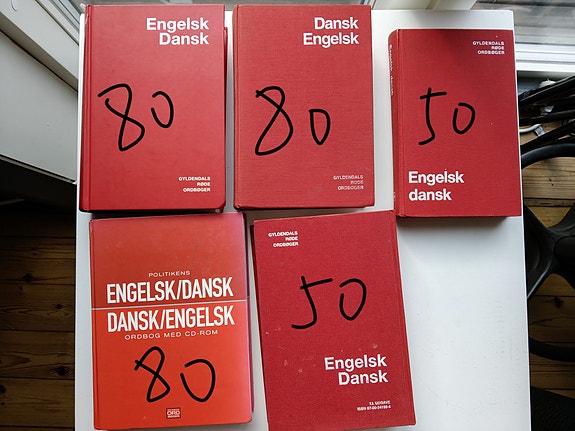 Engelsk
Dansk
80
GYLDENDALS
RØDE
ORDBØGER
Dansk
Engelsk
80
GYLDENDALS
RØDE
ORDBØGER
GYLDENDALS
RØDE
ORDBØGER
50
Engelsk
dansk
POLITIKENS
ENGELSK/DANSK
DANSK/ENGELSK
ORDBOG MED CD-ROM
80
ORD
GYLDENDALS
RØDE
ORDBØGER
50
Engelsk
Dansk